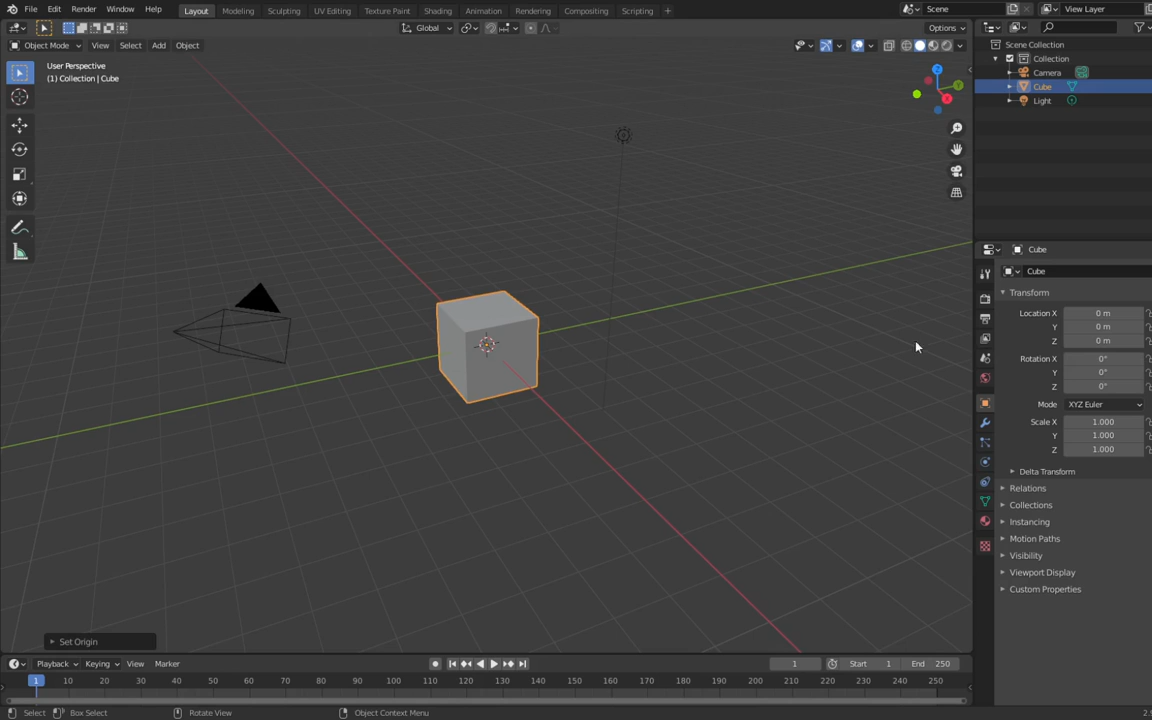 File Edit Render Window Help Layout Modeling Sculpting UV Editing Texture Paint Shading Animation Rendering Compositing Scripting + Scene View Layer
Global Options
Object Mode View Select Add Object
User Perspective
(1) Collection | Cube
Z
Y
X
Scene Collection
Collection
Camera
Cube
Light
Cube
Cube
Transform
Location X 0 m
Y 0 m
Z 0 m
Rotation X 0°
Y 0°
Z 0°
Mode XYZ Euler
Scale X 1.000
Y 1.000
Z 1.000
Delta Transform
Relations
Collections
Instancing
Motion Paths
Visibility
Viewport Display
Custom Properties
Set Origin
Playback Keying View Marker 1 Start 1 End 250
1 10 20 30 40 50 60 70 80 90 100 110 120 130 140 150 160 170 180 190 200 210 220 230 240 250
Select Box Select Rotate View Object Context Menu